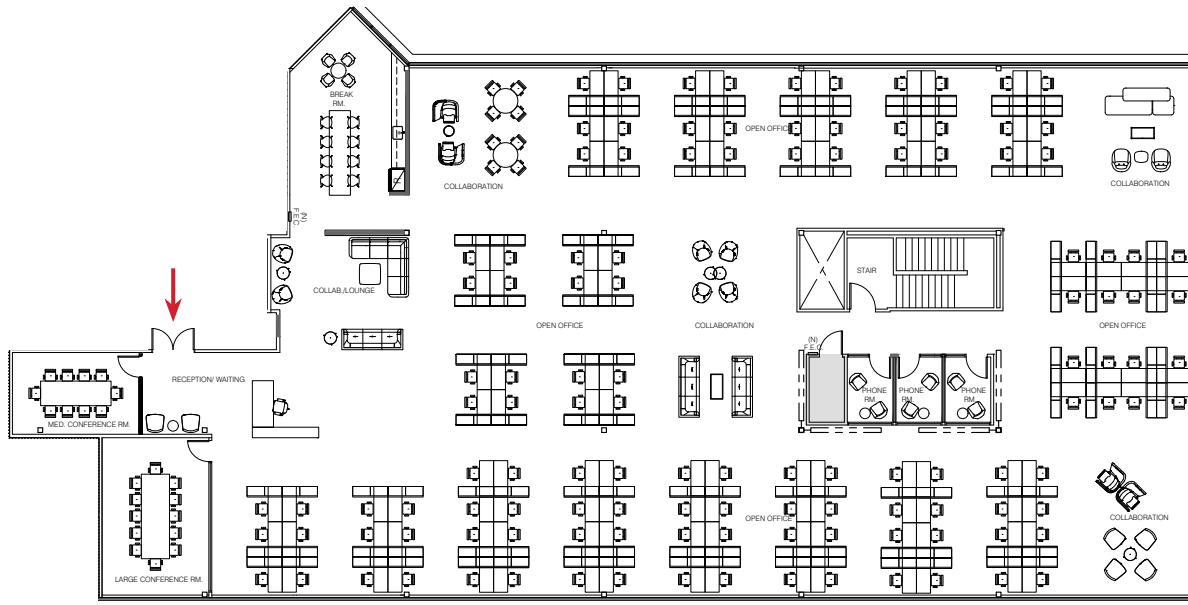 BREAK
RM.
OPEN OFFICE
COLLABORATION
COLLABORATION
(N)
F.E.C.
STAIR
COLLAB./LOUNGE
OPEN OFFICE
COLLABORATION
OPEN OFFICE
(N)
F.E.C.
RECEPTION/ WAITING
PHONE
RM.
PHONE
RM.
PHONE
RM.
MED. CONFERENCE RM.
OPEN OFFICE
COLLABORATION
LARGE CONFERENCE RM.